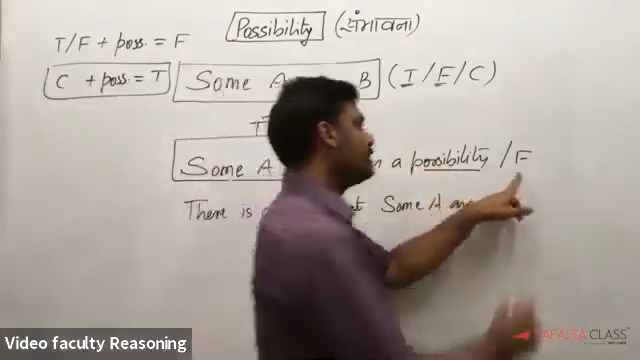 Possibility (संभावना)
T/F + poss. = F
C + poss. = T Some A B (I/E/C)
Some A a possibility / F
There is Some A
Video faculty Reasoning
SAFALTA CLASS